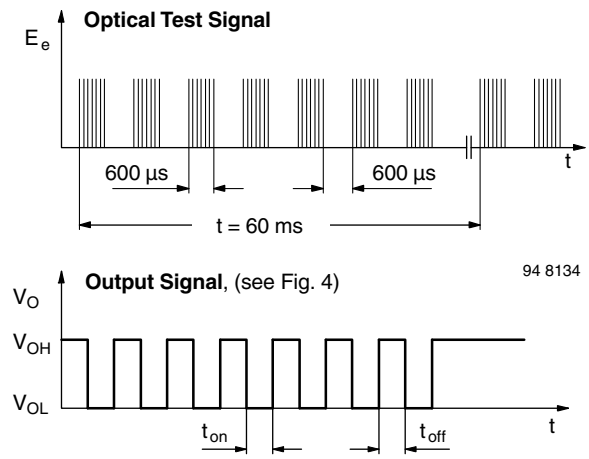 Optical Test Signal
E e
t
600 µs
600 µs
t = 60 ms
94 8134
Output Signal, (see Fig. 4)
V O
V OH
V OL
t
t on
t off